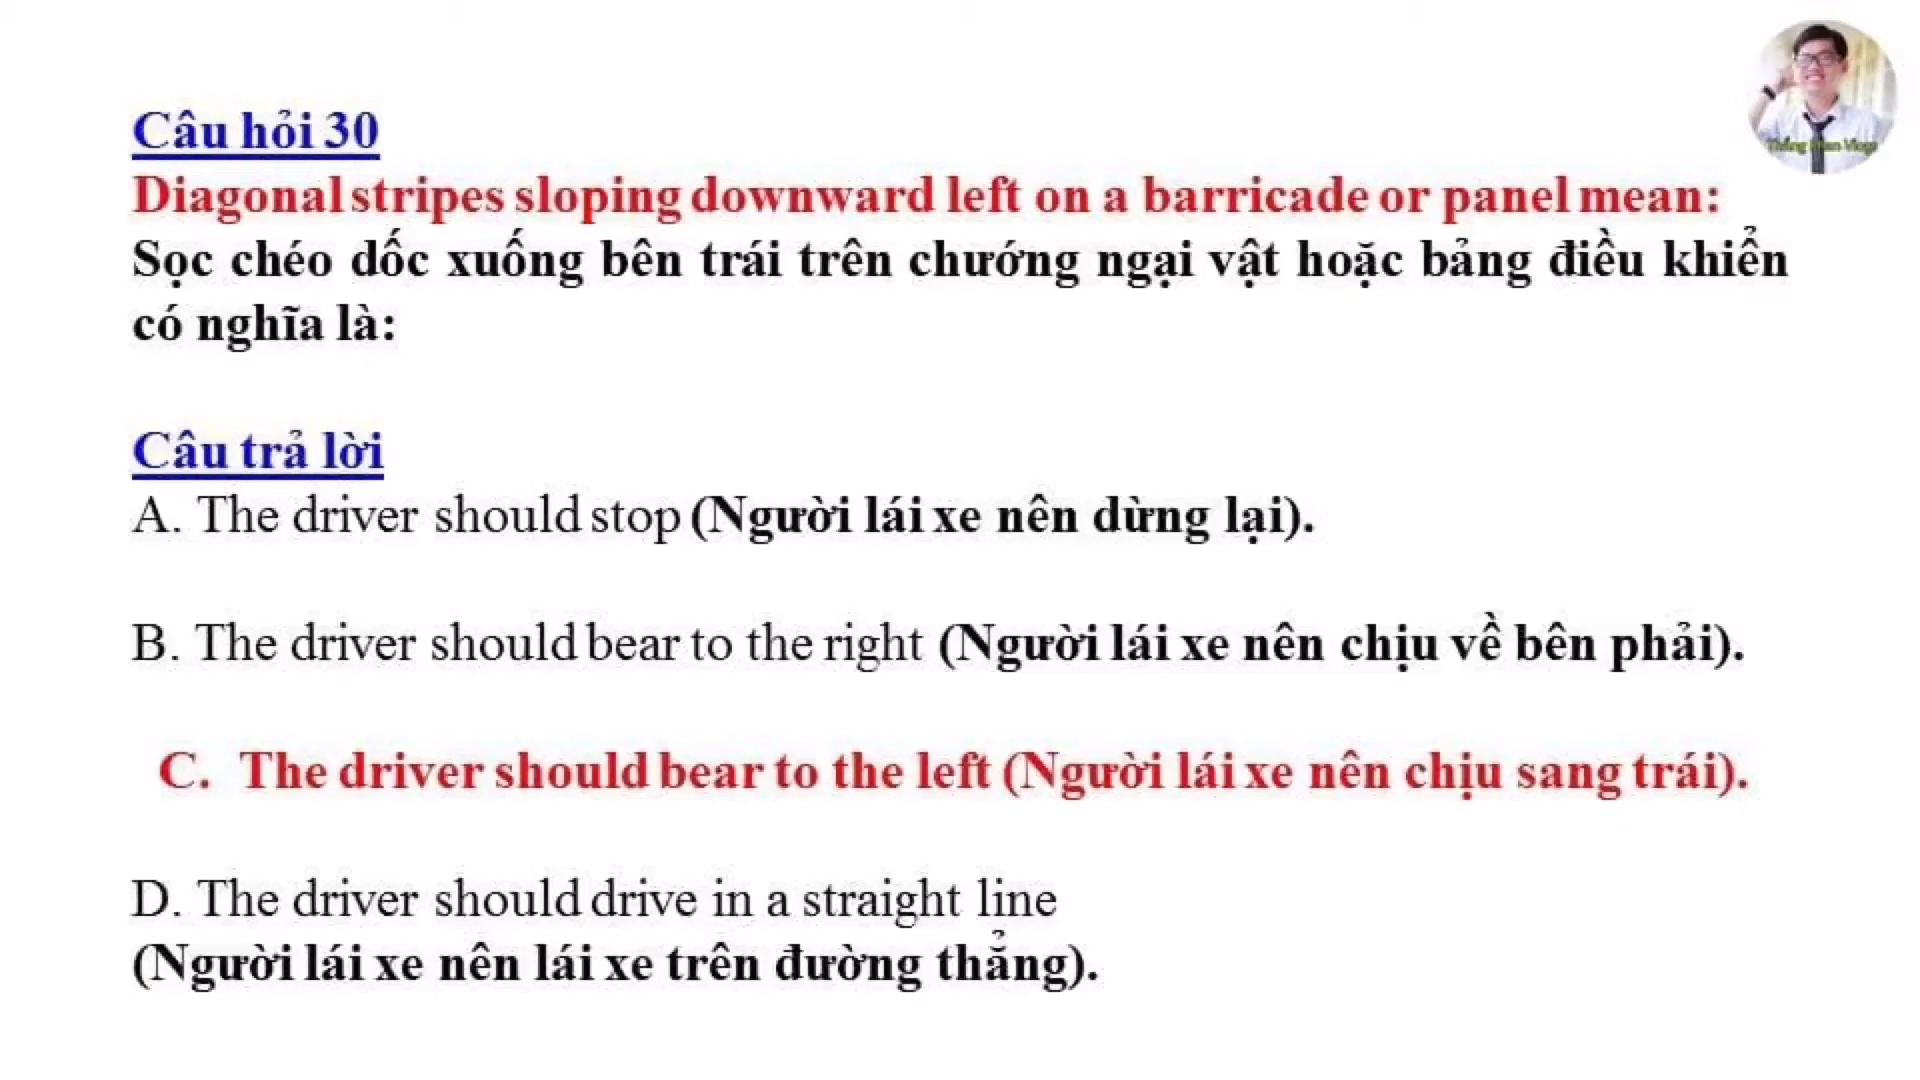 Câu hỏi 30
Diagonal stripes sloping downward left on a barricade or panel mean:
Sọc chéo dốc xuống bên trái trên chướng ngại vật hoặc bảng điều khiển
có nghĩa là:
Câu trả lời
A. The driver should stop (Người lái xe nên dừng lại).
B. The driver should bear to the right (Người lái xe nên chịu về bên phải).
C. The driver should bear to the left (Người lái xe nên chịu sang trái).
D. The driver should drive in a straight line
(Người lái xe nên lái xe trên đường thẳng).